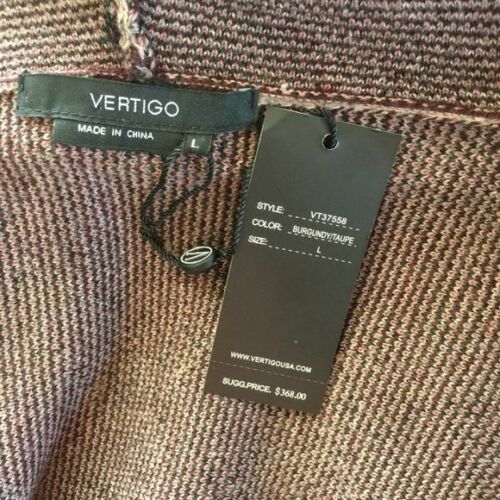 VERTIGO
MADE IN CHINA
L
STYLE: VT37558
COLOR: BURGUNDY/TAUPE
SIZE: L
WWW.VERTIGOUSA.COM
SUGG.PRICE. $368.00